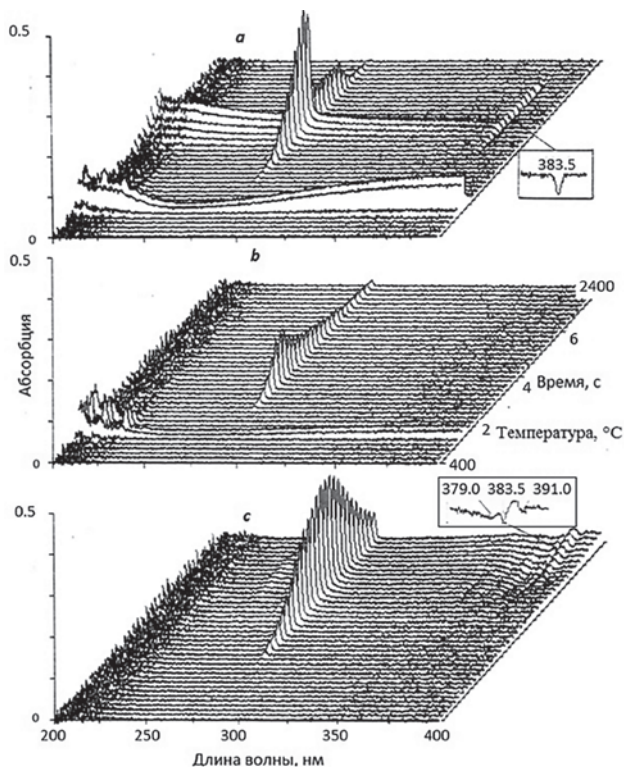 0.5
a
383.5
0
0.5
b
2400
6
4 Время, с
2 Температура, °C
400
0
379.0 383.5 391.0
0.5
c
0
200 250 300 350 400
Абсорбция
Длина волны, нм